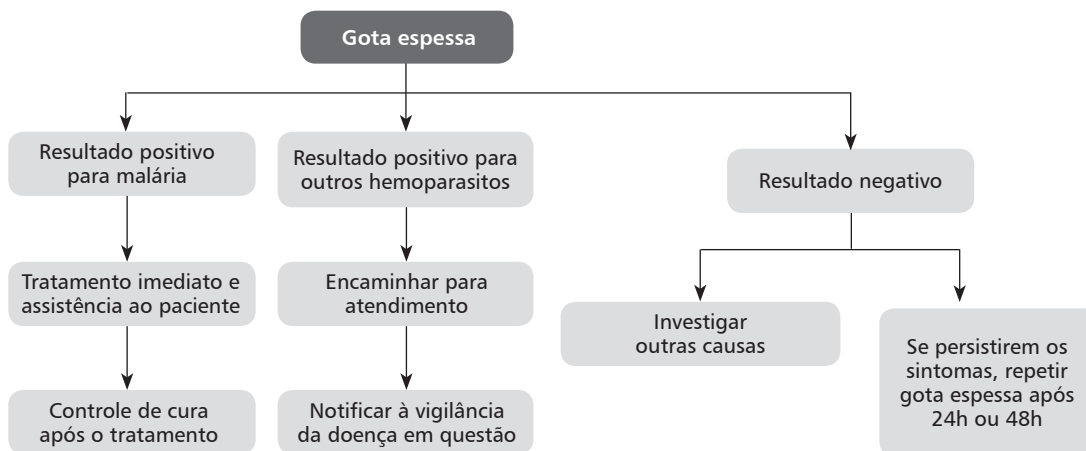 Gota espessa
Resultado positivo
para malária
Resultado positivo para
outros hemoparasitos
Resultado negativo
Tratamento imediato e
assistência ao paciente
Encaminhar para
atendimento
Investigar
outras causas
Se persistirem os
sintomas, repetir
gota espessa após
24h ou 48h
Controle de cura
após o tratamento
Notificar à vigilância
da doença em questão